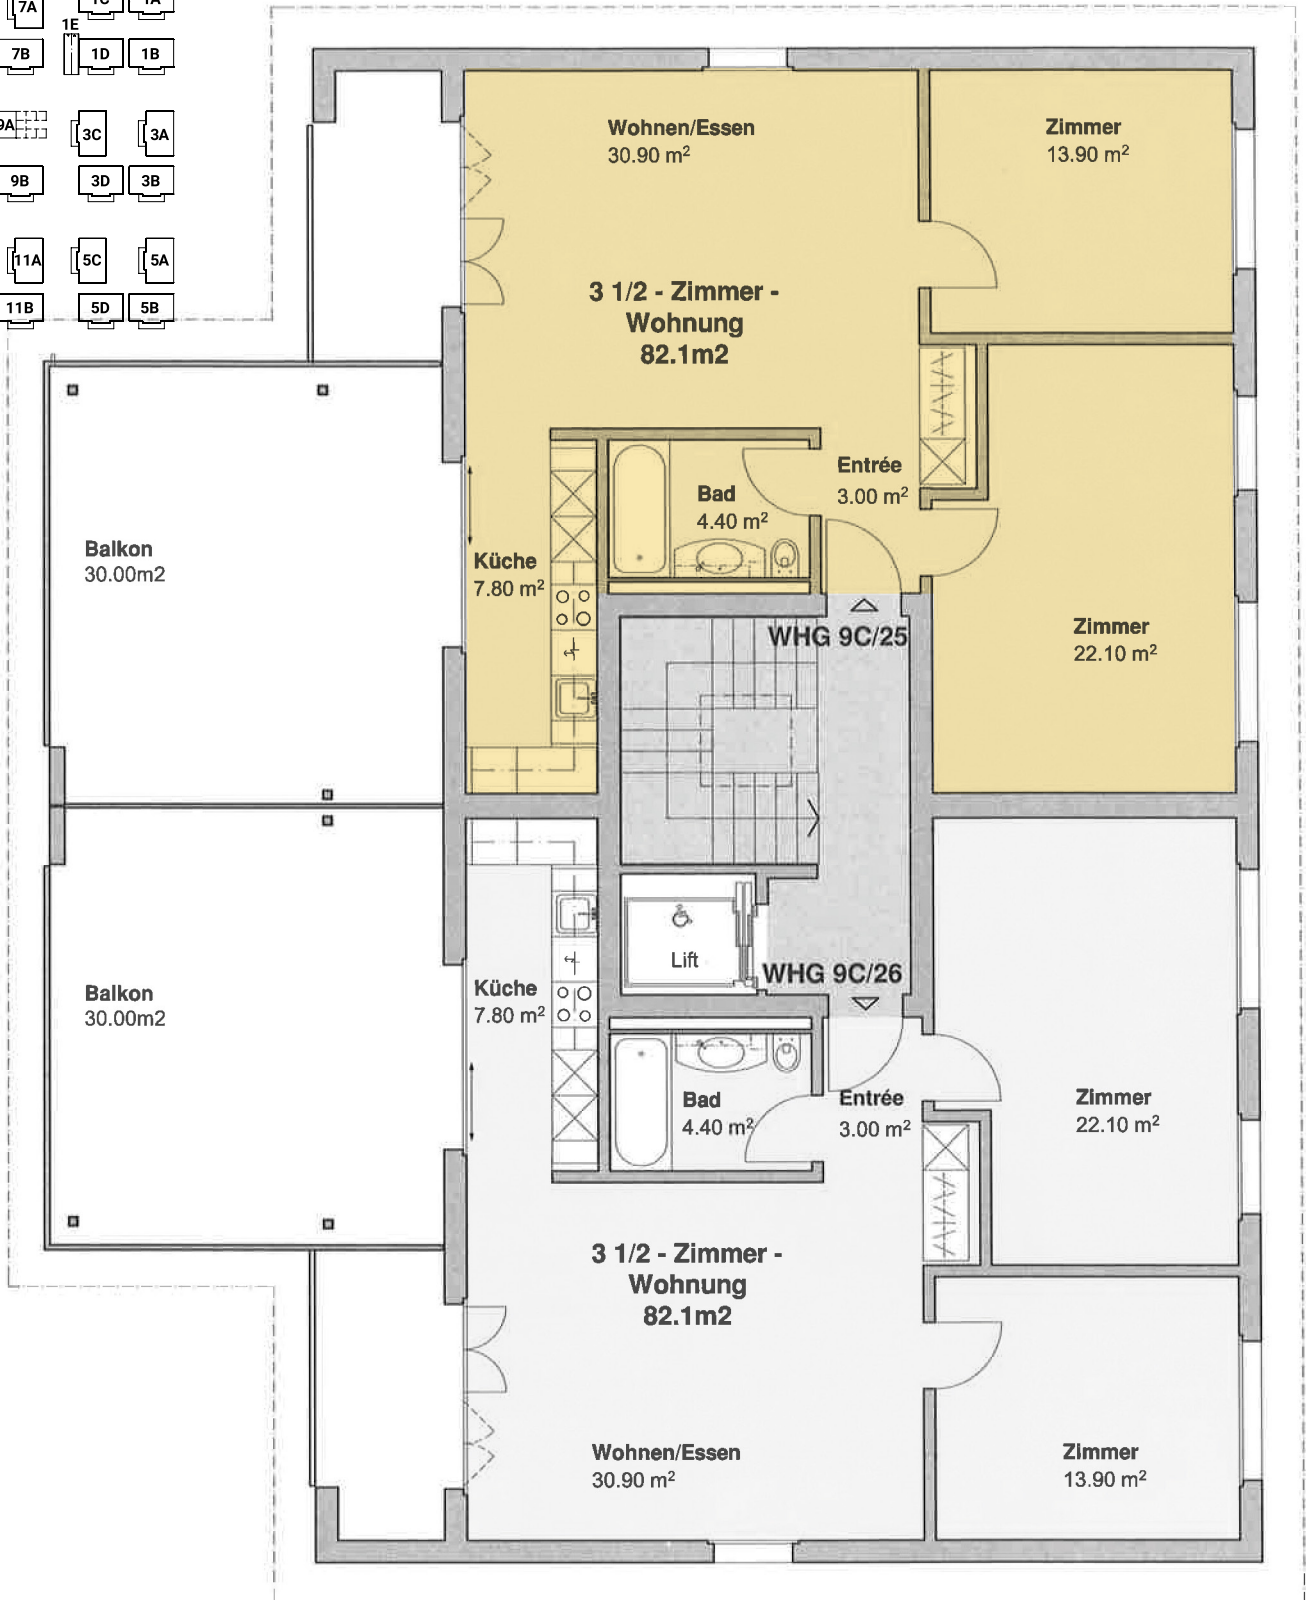 7A
1C
1A
1E
7B
1D
1B
9A
3C
3A
9B
3D
3B
11A
5C
5A
11B
5D
5B
Wohnen/Essen
30.90 m²
Zimmer
13.90 m²
3 1/2 - Zimmer -
Wohnung
82.1m2
Entrée
3.00 m²
Bad
4.40 m²
Balkon
30.00m2
Küche
7.80 m²
WHG 9C/25
Zimmer
22.10 m²
Lift
WHG 9C/26
Küche
7.80 m²
Balkon
30.00m2
Bad
4.40 m²
Entrée
3.00 m²
Zimmer
22.10 m²
3 1/2 - Zimmer -
Wohnung
82.1m2
Wohnen/Essen
30.90 m²
Zimmer
13.90 m²